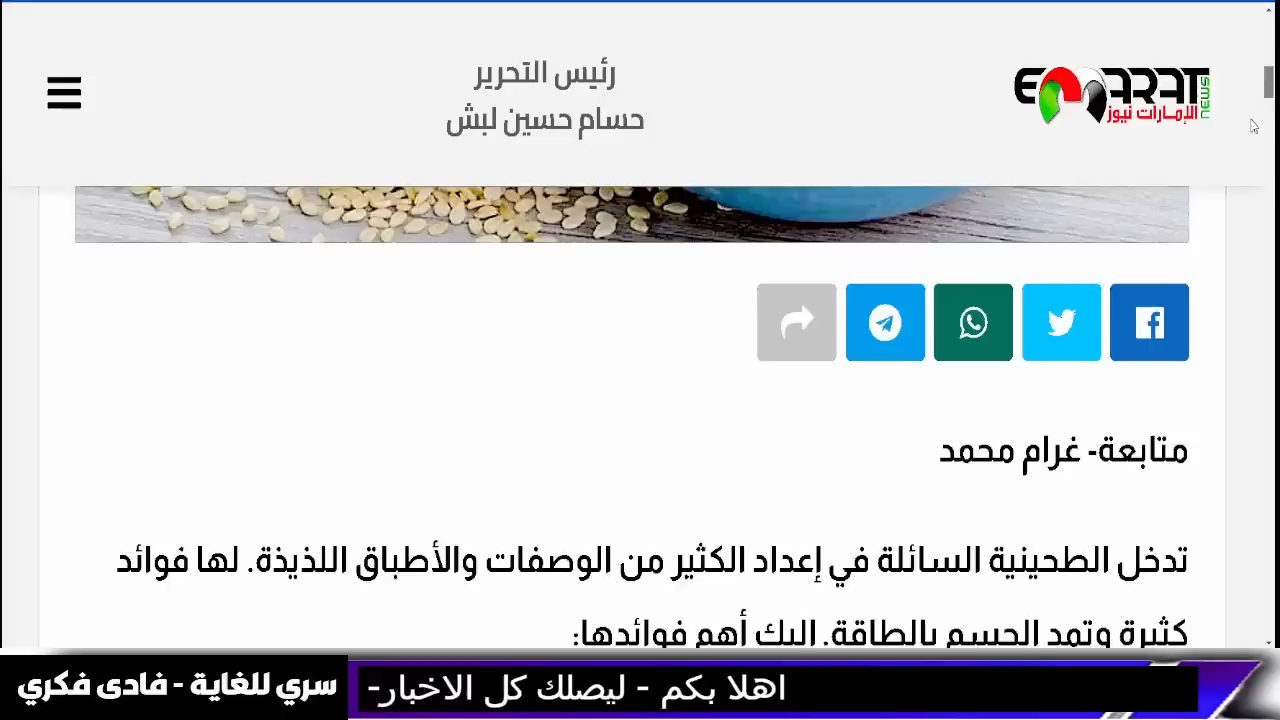 رئيس التحرير
حسام حسين لبش
EMARAT NEWS
الإمارات نيوز
متابعة- غرام محمد
تدخل الطحينية السائلة في إعداد الكثير من الوصفات والأطباق اللذيذة. لها فوائد
كثيرة وتمد الجسم بالطاقة. إليك أهم فوائدها:
اهلا بكم - ليصلك كل الاخبار-
سري للغاية - فادى فكري